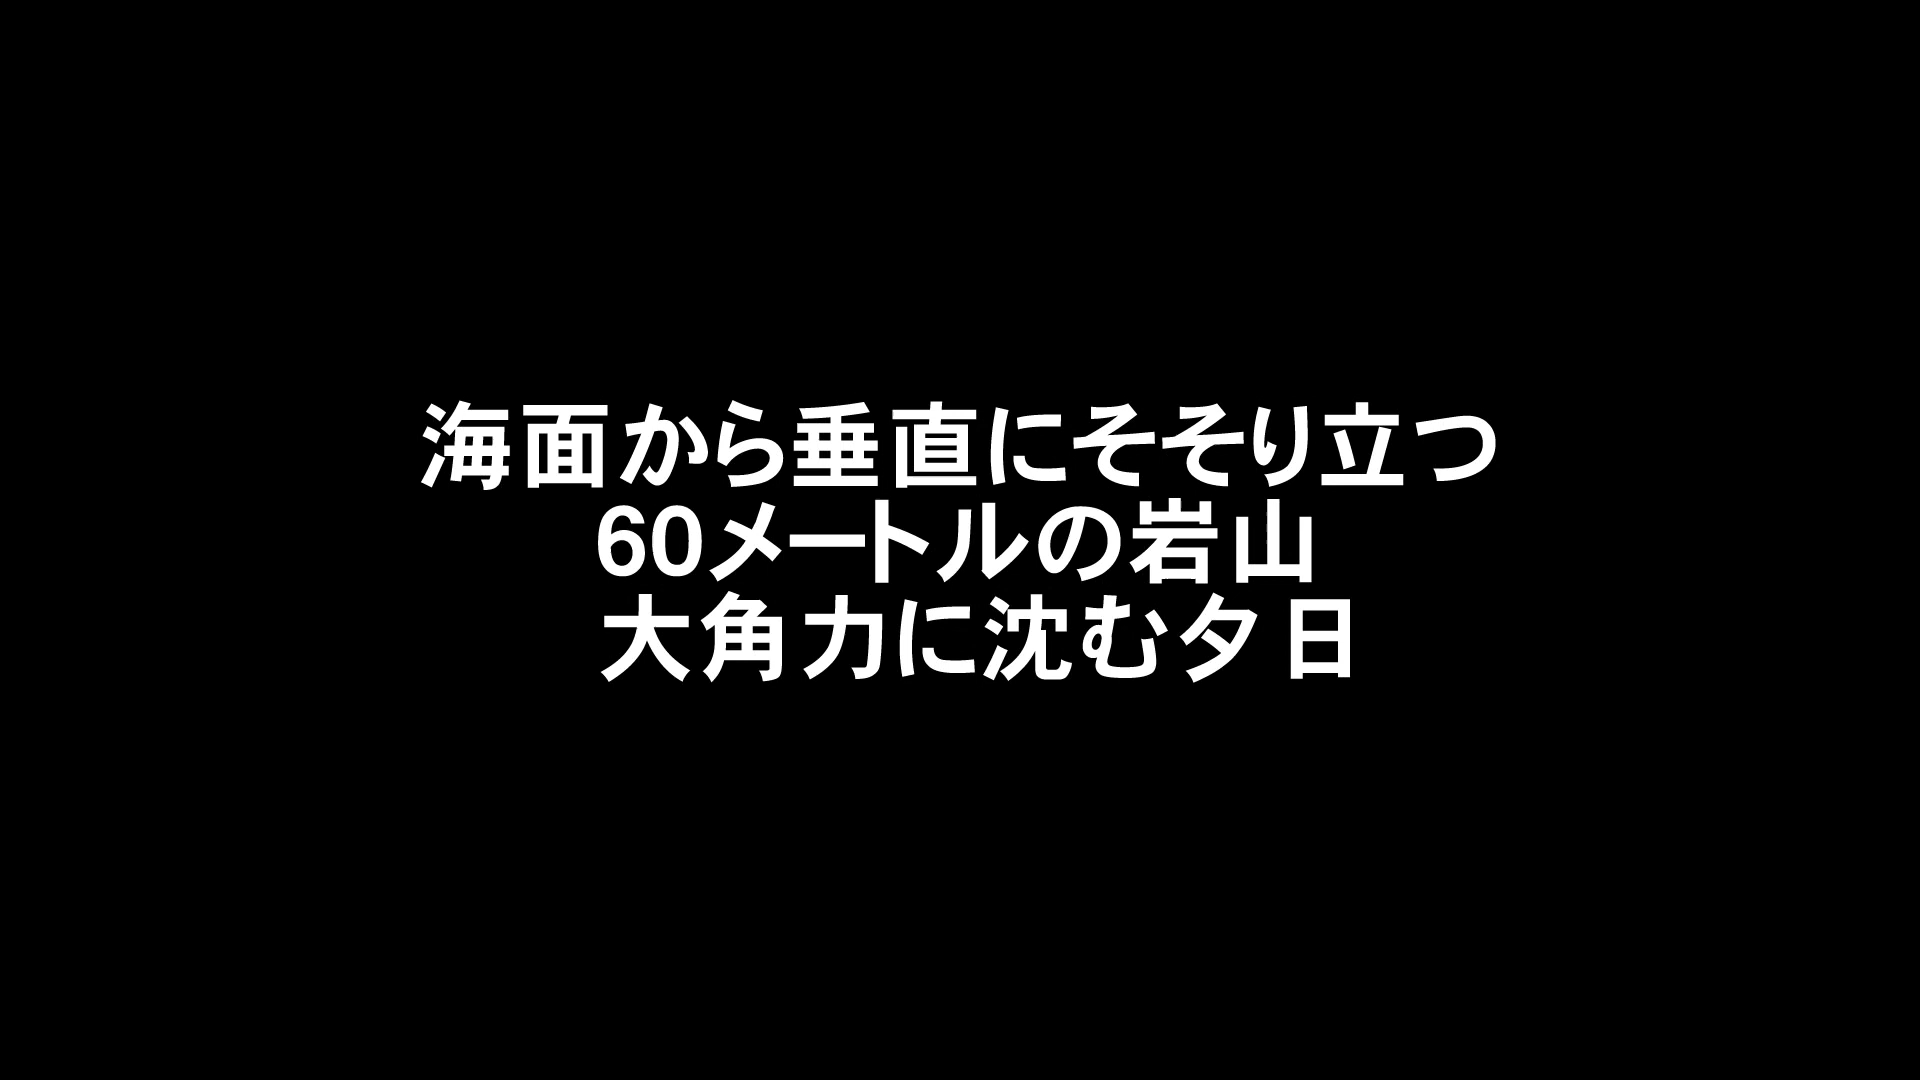 海面から垂直にそそり立つ
60メートルの岩山
大角力に沈む夕日